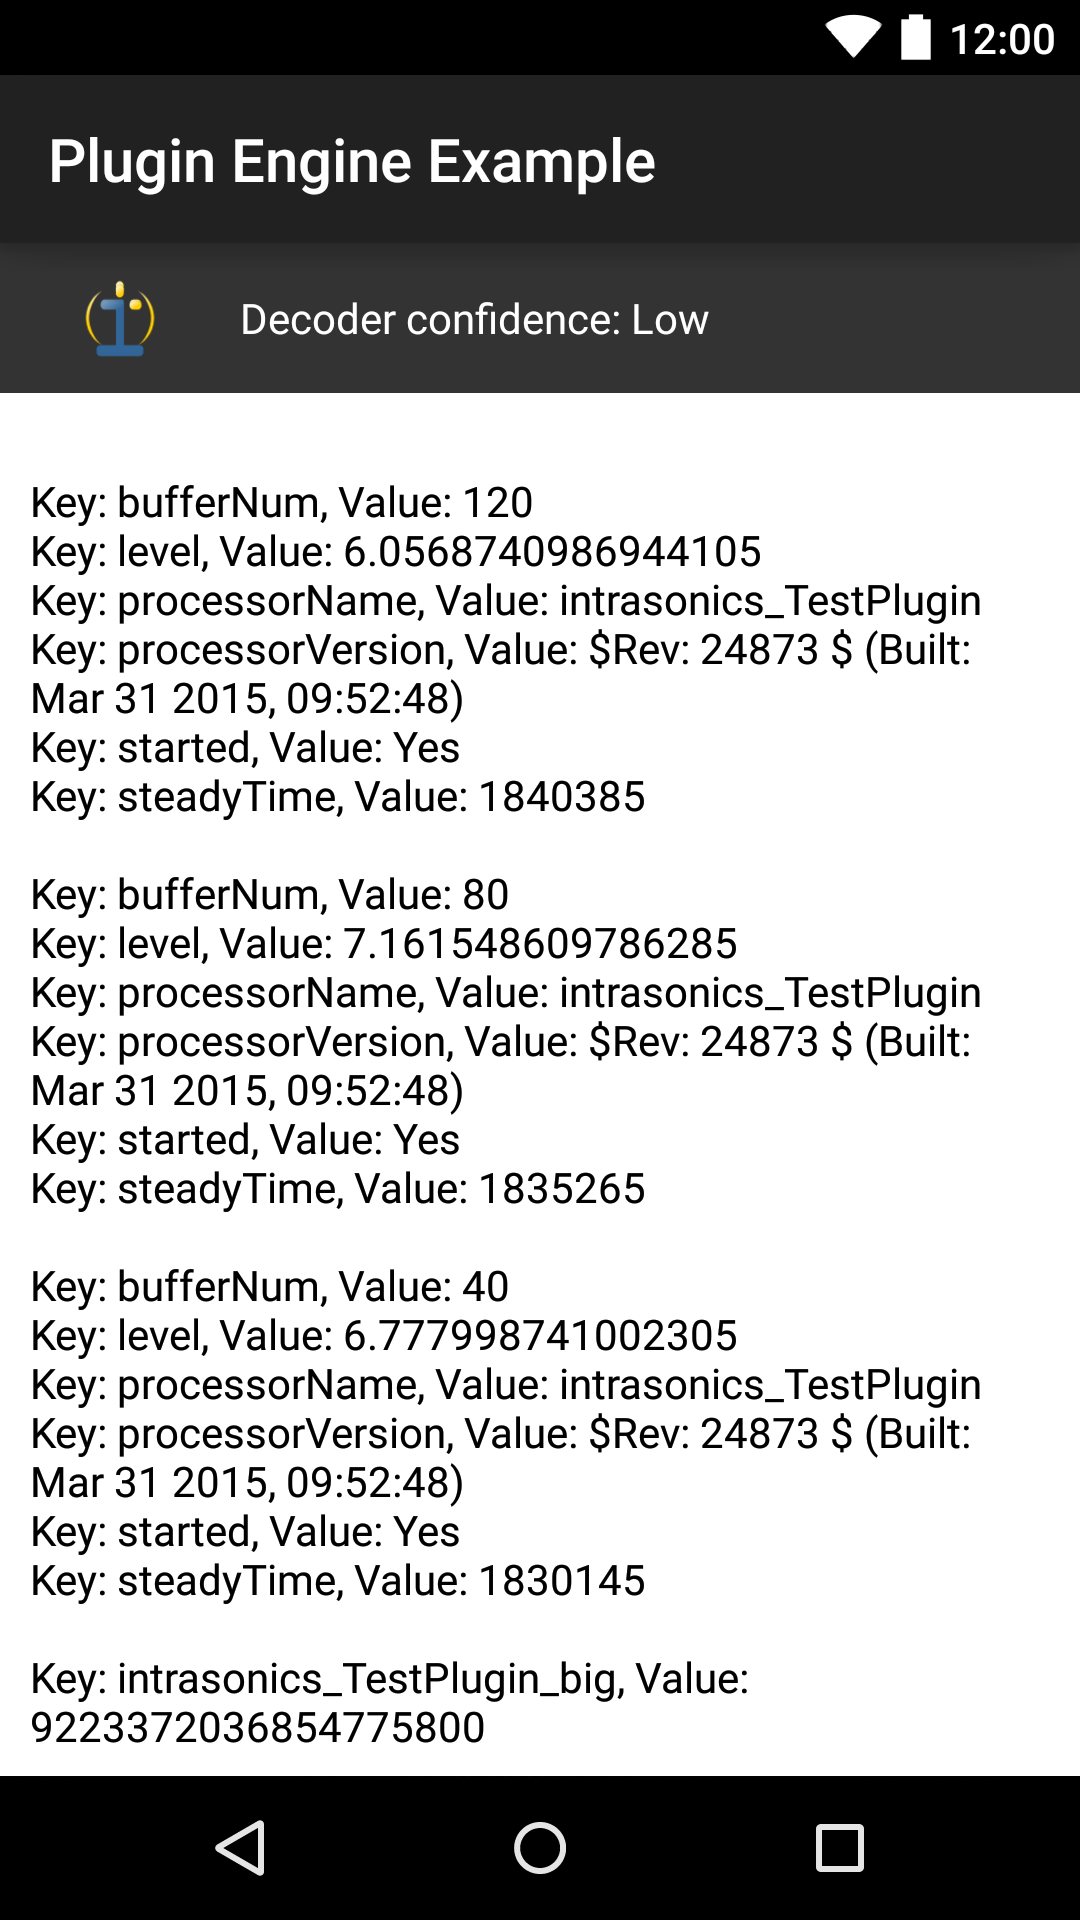 12:00
Plugin Engine Example
Decoder confidence: Low
Key: bufferNum, Value: 120
Key: level, Value: 6.0568740986944105
Key: processorName, Value: intrasonics_TestPlugin
Key: processorVersion, Value: $Rev: 24873 $ (Built:
Mar 31 2015, 09:52:48)
Key: started, Value: Yes
Key: steadyTime, Value: 1840385
Key: bufferNum, Value: 80
Key: level, Value: 7.161548609786285
Key: processorName, Value: intrasonics_TestPlugin
Key: processorVersion, Value: $Rev: 24873 $ (Built:
Mar 31 2015, 09:52:48)
Key: started, Value: Yes
Key: steadyTime, Value: 1835265
Key: bufferNum, Value: 40
Key: level, Value: 6.777998741002305
Key: processorName, Value: intrasonics_TestPlugin
Key: processorVersion, Value: $Rev: 24873 $ (Built:
Mar 31 2015, 09:52:48)
Key: started, Value: Yes
Key: steadyTime, Value: 1830145
Key: intrasonics_TestPlugin_big, Value:
9223372036854775800